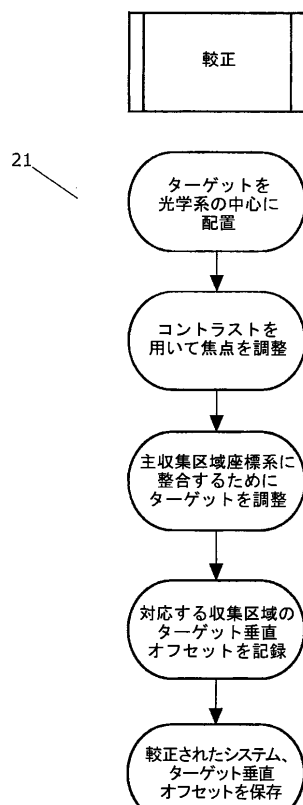 較正
21
ターゲットを
光学系の中心に
配置
コントラストを
用いて焦点を調整
主収集区域座標系に
整合するために
ターゲットを調整
対応する収集区域の
ターゲット垂直
オフセットを記録
較正されたシステム、
ターゲット垂直
オフセットを保存